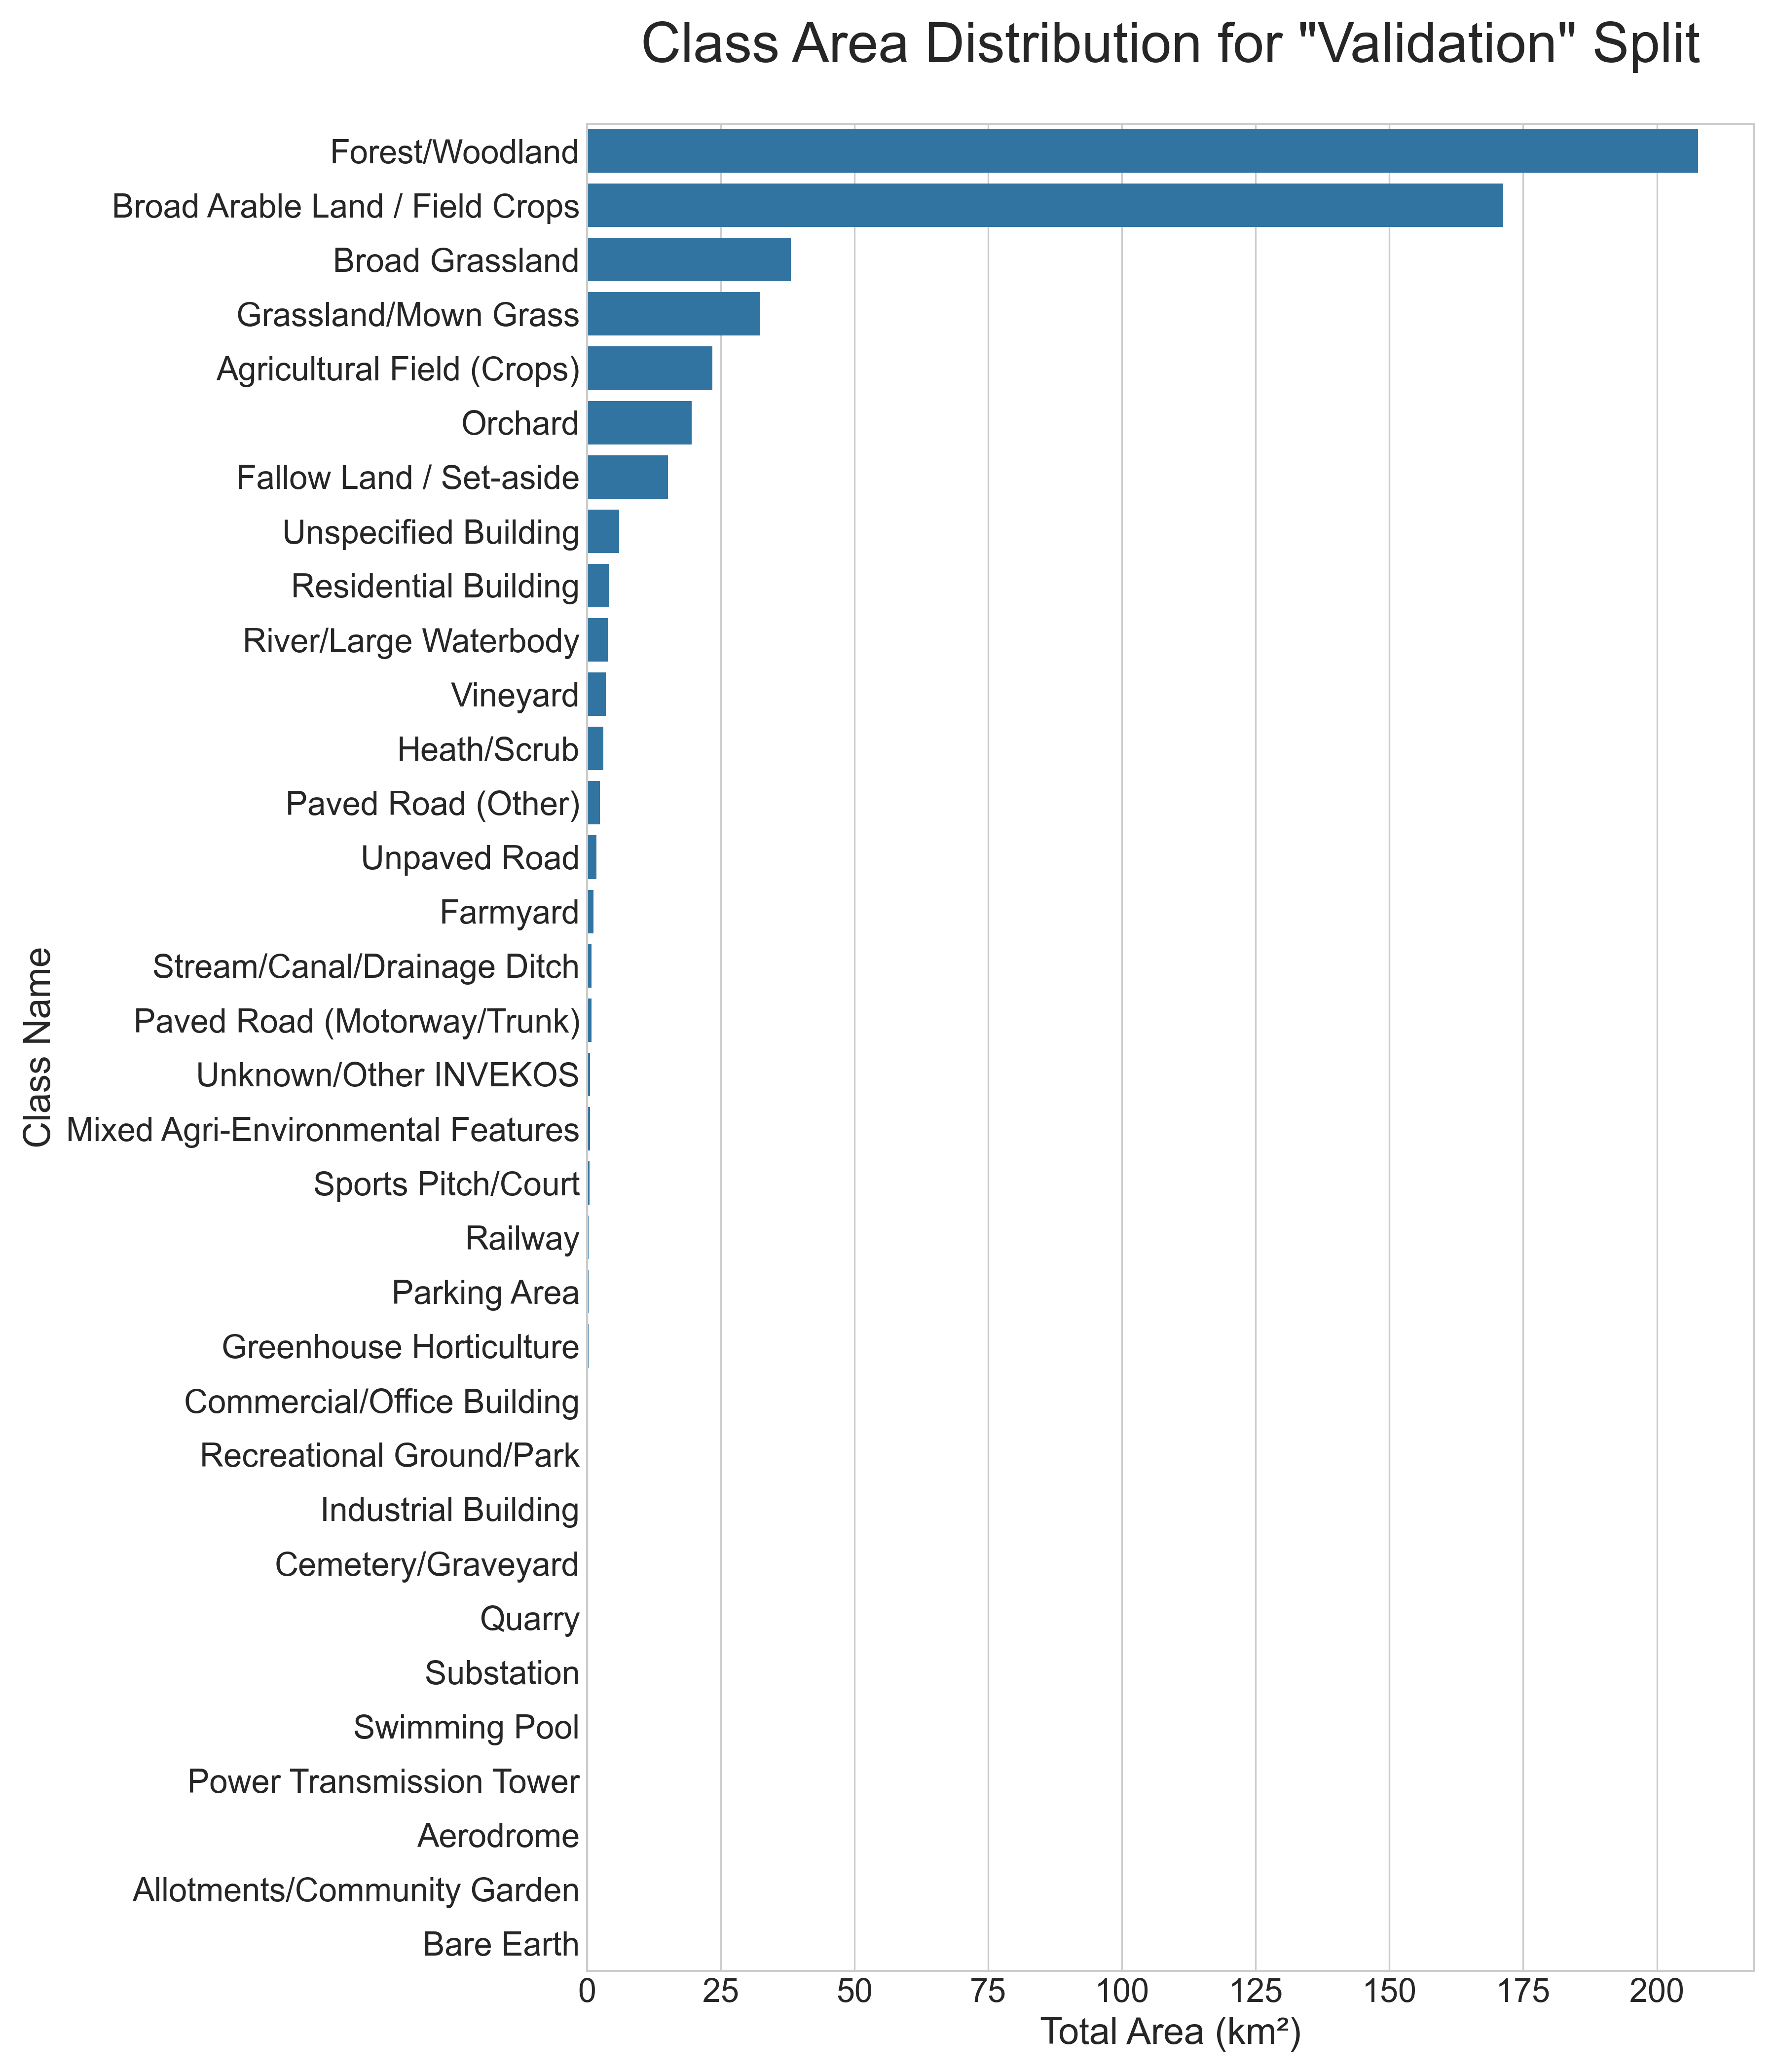 Class Area Distribution for "Validation" Split
Forest/Woodland
Broad Arable Land / Field Crops
Broad Grassland
Grassland/Mown Grass
Agricultural Field (Crops)
Orchard
Fallow Land / Set-aside
Unspecified Building
Residential Building
River/Large Waterbody
Vineyard
Heath/Scrub
Paved Road (Other)
Unpaved Road
Farmyard
Stream/Canal/Drainage Ditch
Paved Road (Motorway/Trunk)
Unknown/Other INVEKOS
Mixed Agri-Environmental Features
Sports Pitch/Court
Railway
Parking Area
Greenhouse Horticulture
Commercial/Office Building
Recreational Ground/Park
Industrial Building
Cemetery/Graveyard
Quarry
Substation
Swimming Pool
Power Transmission Tower
Aerodrome
Allotments/Community Garden
Bare Earth
Class Name
0 25 50 75 100 125 150 175 200
Total Area (km²)